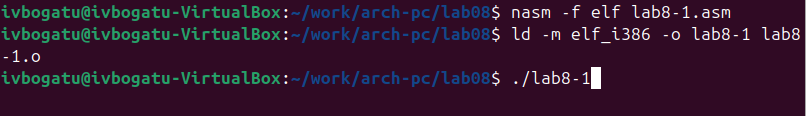 ivbogatu@ivbogatu-VirtualBox:~/work/arch-pc/lab08$ nasm -f elf lab8-1.asm
ivbogatu@ivbogatu-VirtualBox:~/work/arch-pc/lab08$ ld -m elf_i386 -o lab8-1 lab8
-1.o
ivbogatu@ivbogatu-VirtualBox:~/work/arch-pc/lab08$ ./lab8-1